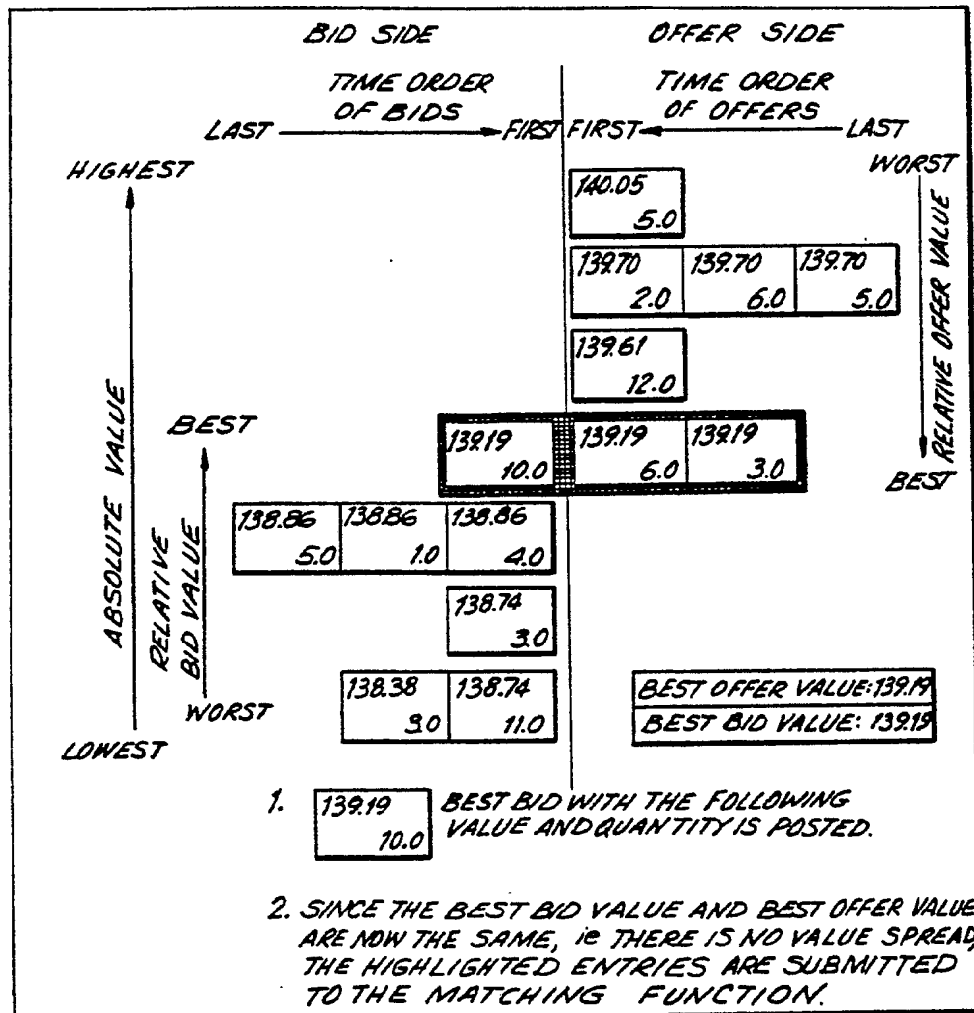 BID SIDE
OFFER SIDE
TIME ORDER
OF BIDS
TIME ORDER
OF OFFERS
LAST
FIRST
FIRST
LAST
HIGHEST
WORST
140.05
5.0
139.70
2.0
139.70
6.0
139.70
5.0
139.61
12.0
RELATIVE OFFER VALUE
BEST
BEST
139.19
10.0
139.19
6.0
139.19
3.0
ABSOLUTE VALUE
RELATIVE
BID VALUE
138.86
5.0
138.86
1.0
138.86
4.0
138.74
3.0
138.38
9.0
138.74
11.0
WORST
LOWEST
BEST OFFER VALUE: 139.19
BEST BID VALUE: 139.19
1.
139.19
10.0
BEST BID WITH THE FOLLOWING
VALUE AND QUANTITY IS POSTED.
2. SINCE THE BEST BID VALUE AND BEST OFFER VALUE
ARE NOW THE SAME, ie THERE IS NO VALUE SPREAD,
THE HIGHLIGHTED ENTRIES ARE SUBMITTED
TO THE MATCHING FUNCTION.